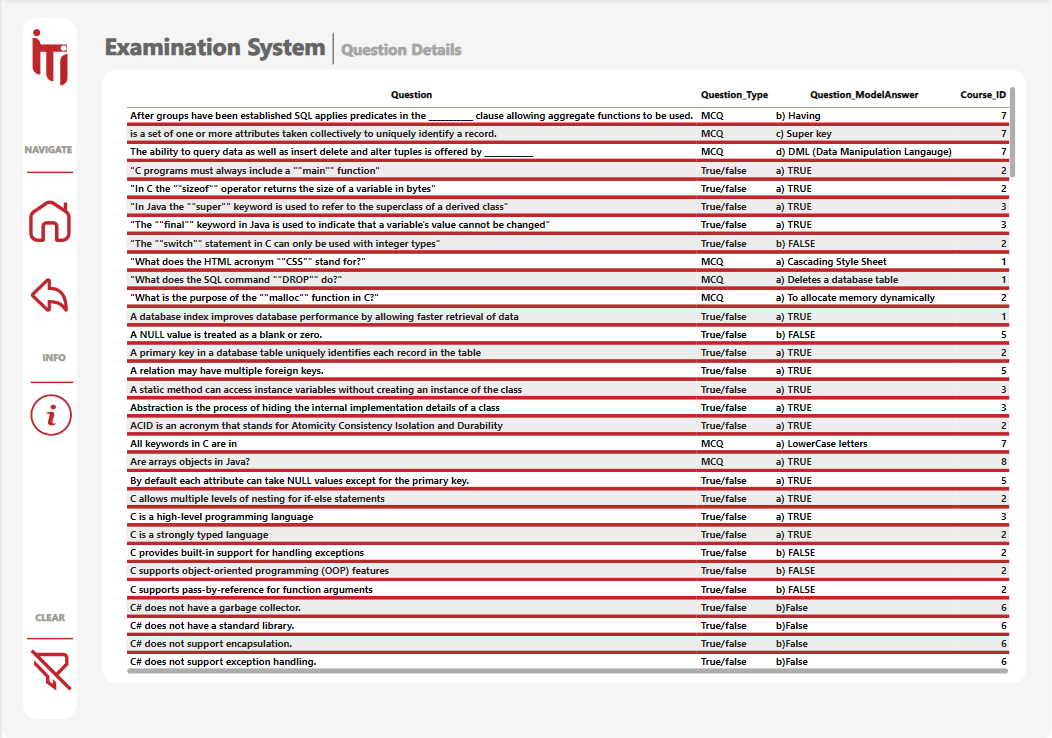 iTi
Examination System | Question Details
NAVIGATE
INFO
CLEAR
Question Question_Type Question_ModelAnswer Course_ID
After groups have been established SQL applies predicates in the __________ clause allowing aggregate functions to be used. MCQ b) Having 7
is a set of one or more attributes taken collectively to uniquely identify a record. MCQ c) Super key 7
The ability to query data as well as insert delete and alter tuples is offered by ___________ MCQ d) DML (Data Manipulation Langauge) 7
"C programs must always include a ""main"" function" True/false a) TRUE 2
"In C the ""sizeof"" operator returns the size of a variable in bytes" True/false a) TRUE 2
"In Java the ""super"" keyword is used to refer to the superclass of a derived class" True/false a) TRUE 3
"The ""final"" keyword in Java is used to indicate that a variable's value cannot be changed" True/false a) TRUE 3
"The ""switch"" statement in C can only be used with integer types" True/false b) FALSE 2
"What does the HTML acronym ""CSS"" stand for?" MCQ a) Cascading Style Sheet 1
"What does the SQL command ""DROP"" do?" MCQ a) Deletes a database table 1
"What is the purpose of the ""malloc"" function in C?" MCQ a) To allocate memory dynamically 2
A database index improves database performance by allowing faster retrieval of data True/false a) TRUE 1
A NULL value is treated as a blank or zero. True/false b) FALSE 5
A primary key in a database table uniquely identifies each record in the table True/false a) TRUE 2
A relation may have multiple foreign keys. True/false a) TRUE 5
A static method can access instance variables without creating an instance of the class True/false a) TRUE 3
Abstraction is the process of hiding the internal implementation details of a class True/false a) TRUE 3
ACID is an acronym that stands for Atomicity Consistency Isolation and Durability True/false a) TRUE 2
All keywords in C are in MCQ a) LowerCase letters 7
Are arrays objects in Java? MCQ a) TRUE 8
By default each attribute can take NULL values except for the primary key. True/false a) TRUE 5
C allows multiple levels of nesting for if-else statements True/false a) TRUE 2
C is a high-level programming language True/false a) TRUE 3
C is a strongly typed language True/false a) TRUE 2
C provides built-in support for handling exceptions True/false b) FALSE 2
C supports object-oriented programming (OOP) features True/false b) FALSE 2
C supports pass-by-reference for function arguments True/false b) FALSE 2
C# does not have a garbage collector. True/false b)False 6
C# does not have a standard library. True/false b)False 6
C# does not support encapsulation. True/false b)False 6
C# does not support exception handling. True/false b)False 6